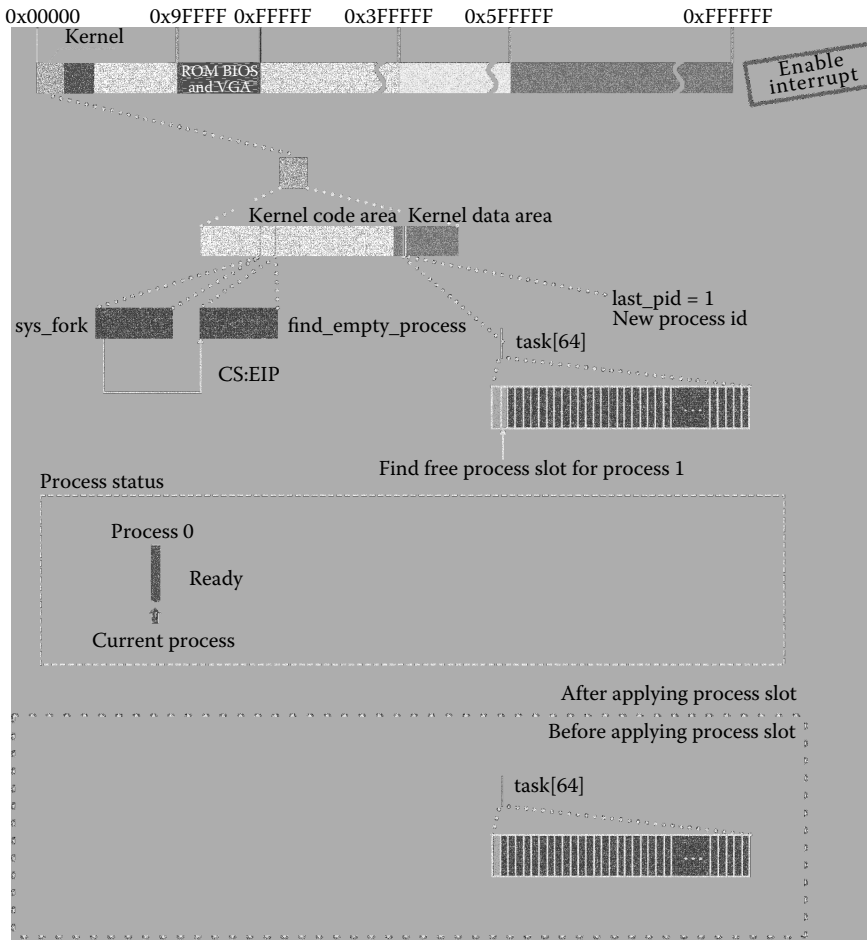 0x00000 0x9FFFF 0xFFFFF 0x3FFFFF 0x5FFFFF 0xFFFFFF
Kernel
ROM BIOS
and VGA
Enable
interrupt
Kernel code area Kernel data area
last_pid = 1
New process id
sys_fork
find_empty_process
task[64]
CS:EIP
....
Find free process slot for process 1
Process status
Process 0
Ready
Current process
After applying process slot
Before applying process slot
task[64]
....